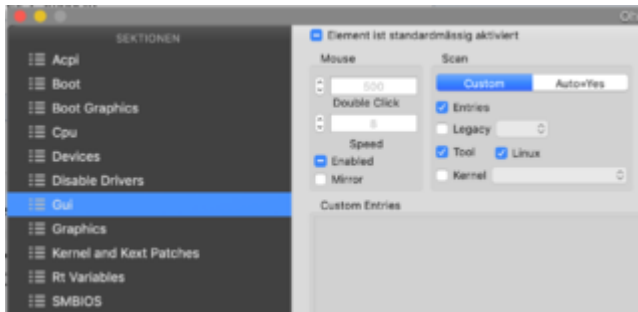 SEKTIONEN
Acpi
Boot
Boot Graphics
Cpu
Devices
Disable Drivers
Gui
Graphics
Kernel and Kext Patches
Rt Variables
SMBIOS
Element ist standardmässig aktiviert
Mouse
500
Double Click
8
Speed
Enabled
Mirror
Scan
Custom
Auto=Yes
Entries
Legacy
Tool
Linux
Kernel
Custom Entries